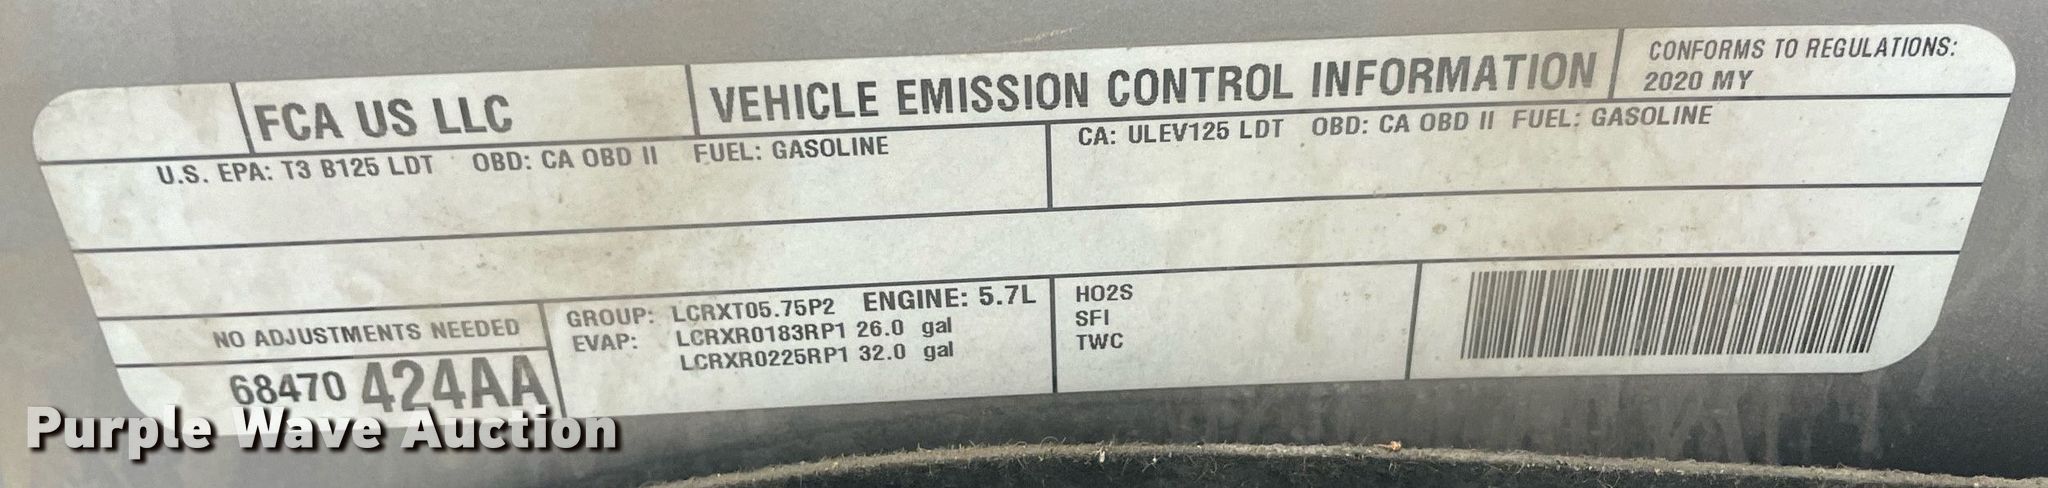 FCA US LLC
VEHICLE EMISSION CONTROL INFORMATION
CONFORMS TO REGULATIONS:
2020 MY
U.S. EPA: T3 B125 LDT OBD: CA OBD II FUEL: GASOLINE
CA: ULEV125 LDT OBD: CA OBD II FUEL: GASOLINE
NO ADJUSTMENTS NEEDED
68470 424AA
GROUP: LCRXT05.75P2 ENGINE: 5.7L
EVAP: LCRXR0183RP1 26.0 gal
LCRXR0225RP1 32.0 gal
HO2S
SFI
TWC
Purple Wave Auction